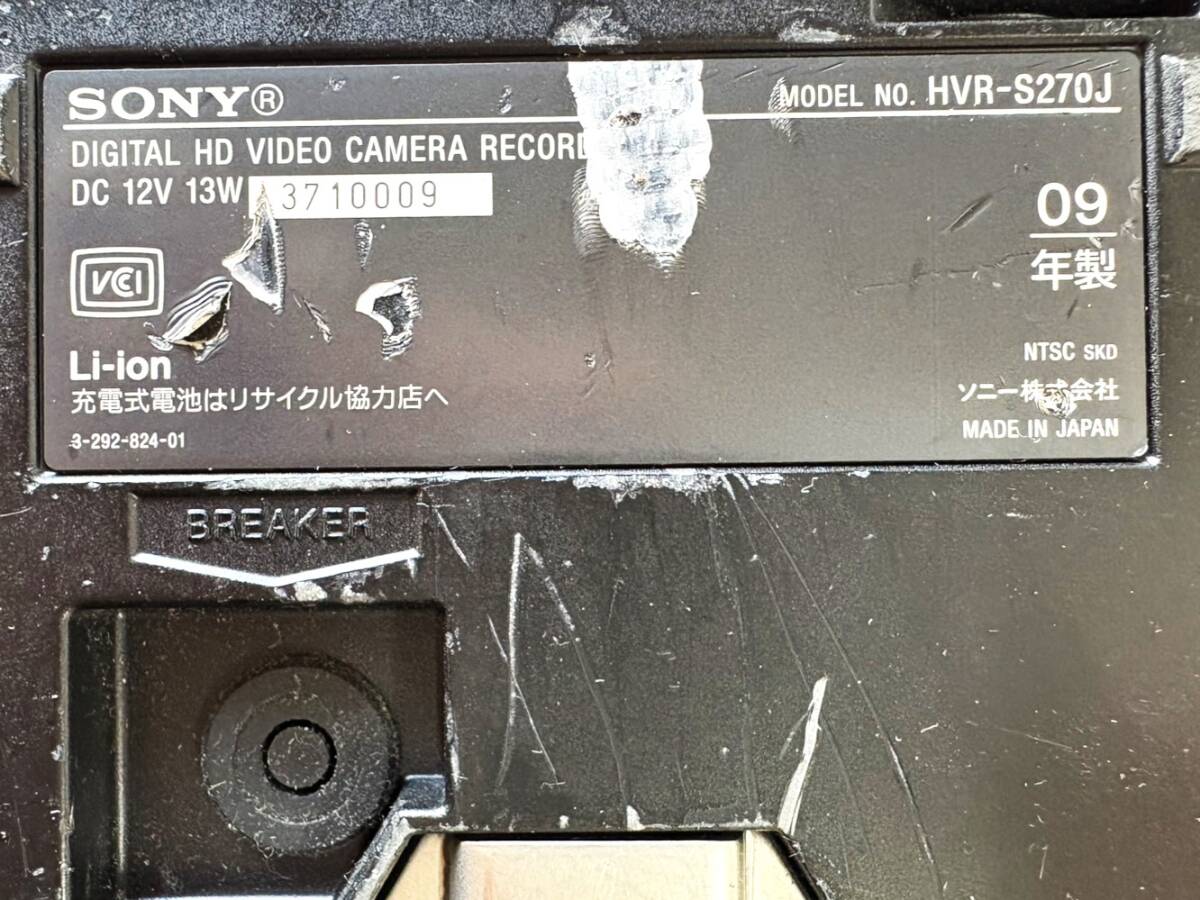 SONY®
MODEL NO. HVR-S270J
DIGITAL HD VIDEO CAMERA RECORD
DC 12V 13W 3710009
09
年製
VCI
Li-ion
充電式電池はリサイクル協力店へ
3-292-824-01
NTSC SKD
ソニー株式会社
MADE IN JAPAN
BREAKER